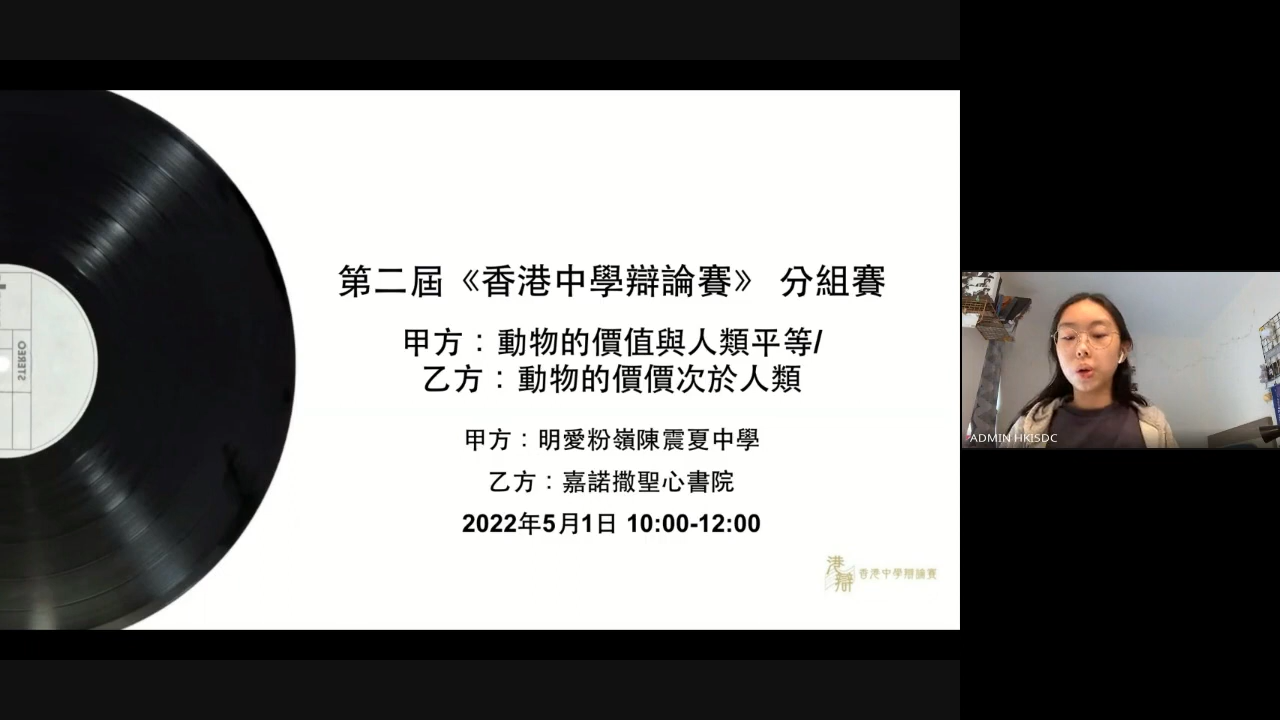 第二屆《香港中學辯論賽》 分組賽
甲方：動物的價值與人類平等/
乙方：動物的價價次於人類
甲方：明愛粉嶺陳震夏中學
乙方：嘉諾撒聖心書院
2022年5月1日 10:00-12:00
港辯
香港中學辯論賽
STEREO
ADMIN HKISDC